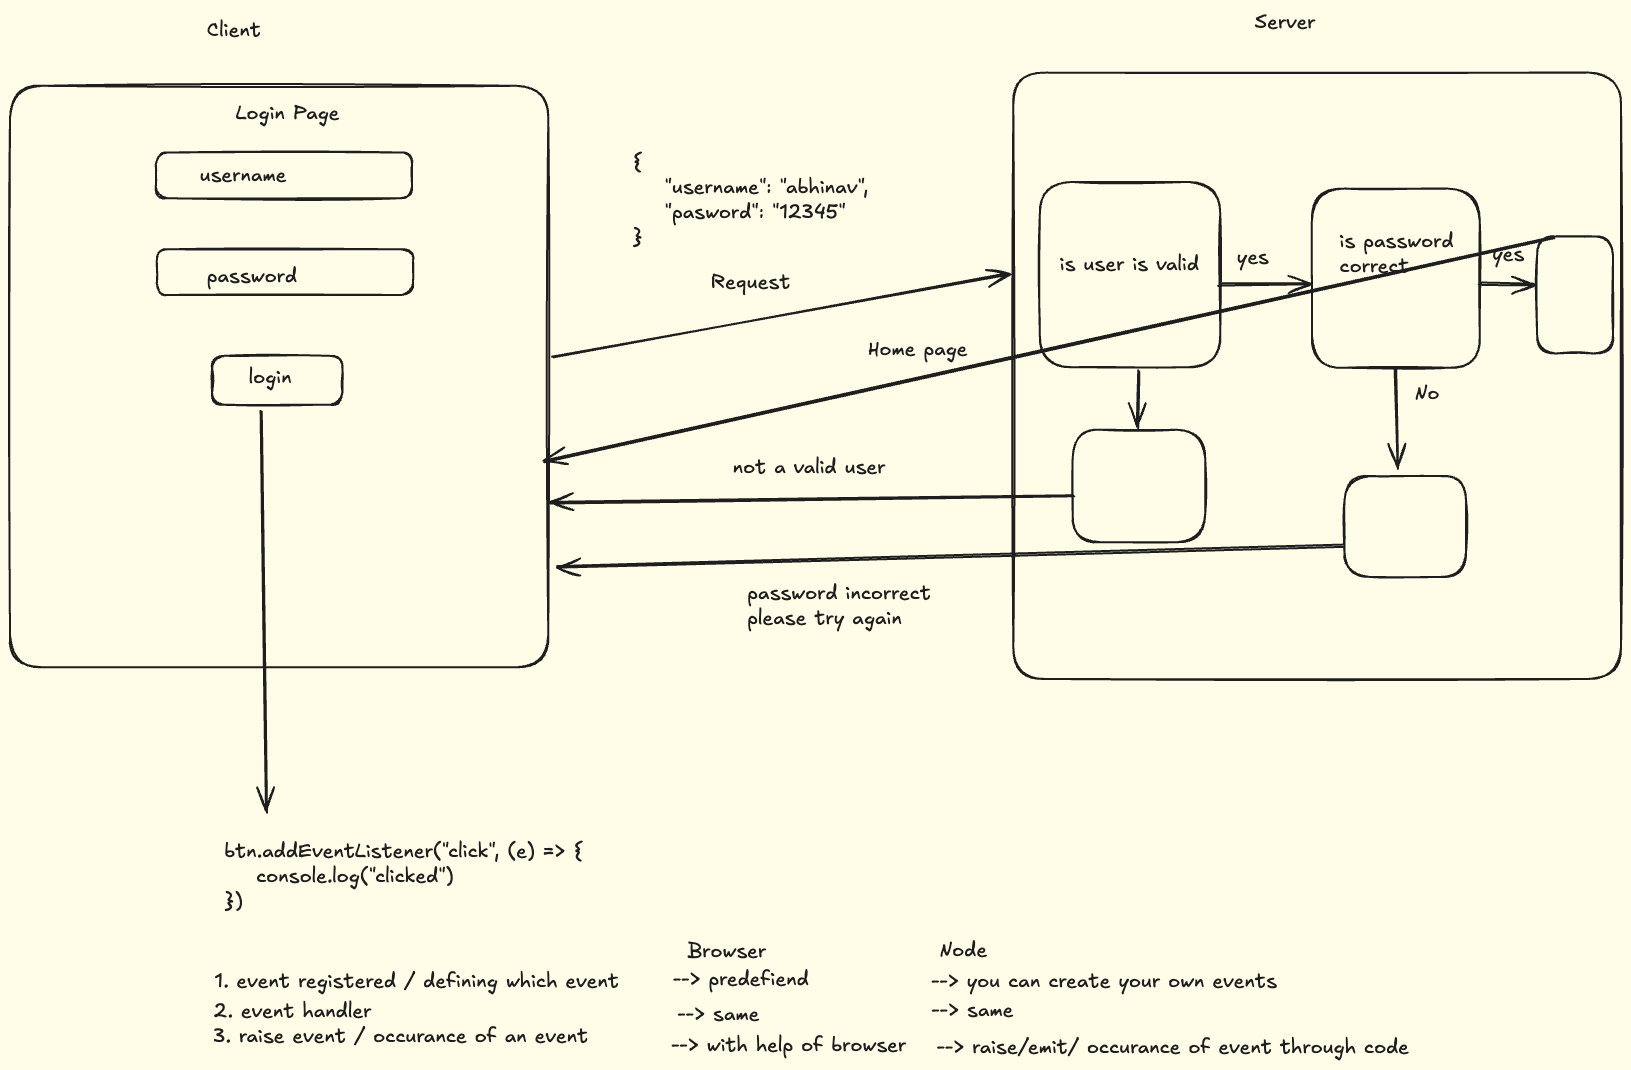 Client
Server
Login Page
username
password
login
{
"username": "abhinav",
"pasword": "12345"
}
Request
Home page
not a valid user
password incorrect
please try again
is user is valid
yes
is password
correct
yes
No
btn.addEventListener("click", (e) => {
console.log("clicked")
})
1. event registered / defining which event
2. event handler
3. raise event / occurance of an event
Browser
--> predefiend
--> same
--> with help of browser
Node
--> you can create your own events
--> same
--> raise/emit/ occurance of event through code